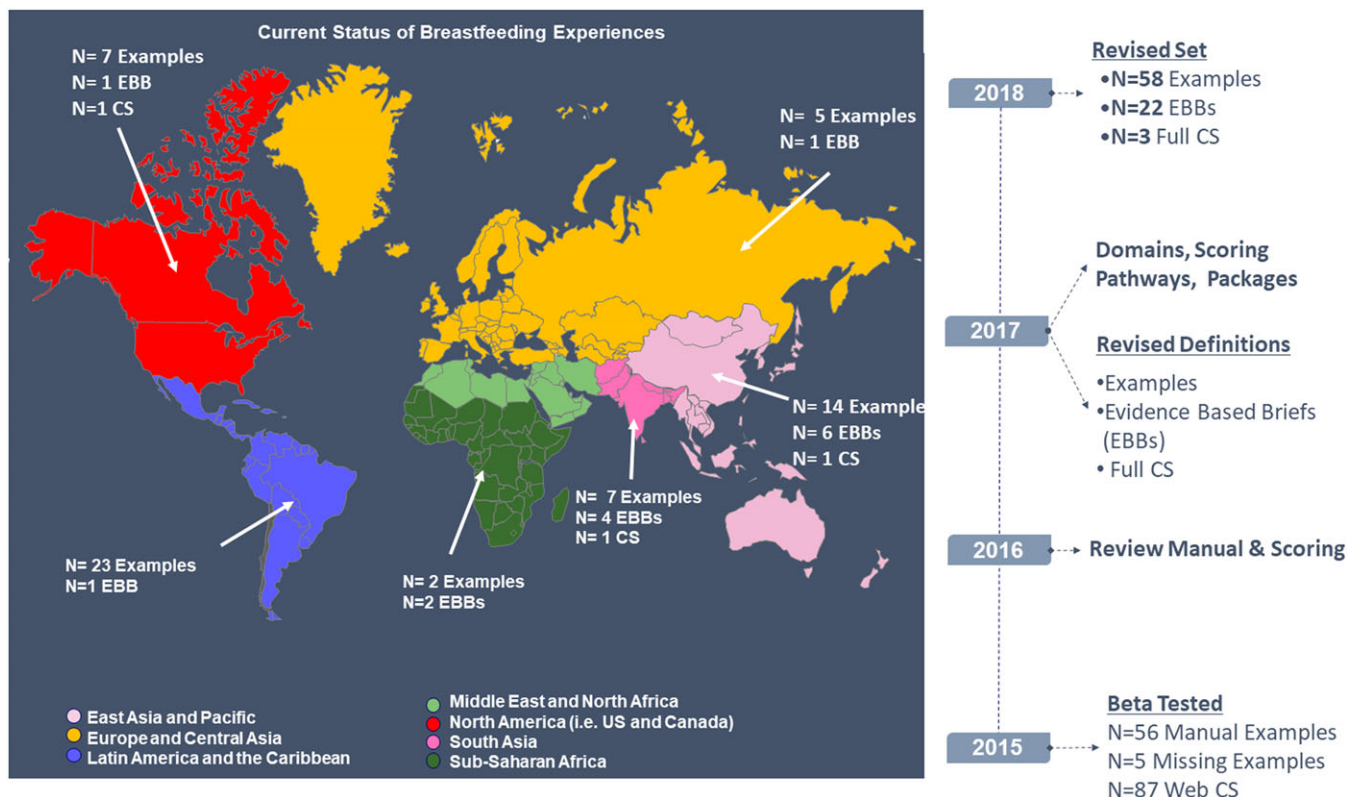 Current Status of Breastfeeding Experiences
N= 7 Examples
N= 1 EBB
N=1 CS
N= 5 Examples
N= 1 EBB
N= 14 Example
N= 6 EBBs
N= 1 CS
N= 7 Examples
N= 4 EBBs
N= 1 CS
N= 23 Examples
N=1 EBB
N= 2 Examples
N=2 EBBs
East Asia and Pacific
Europe and Central Asia
Latin America and the Caribbean
Middle East and North Africa
North America (i.e. US and Canada)
South Asia
Sub-Saharan Africa
2018
Revised Set
•N=58 Examples
•N=22 EBBs
•N=3 Full CS
2017
Domains, Scoring
Pathways, Packages
Revised Definitions
•Examples
•Evidence Based Briefs
(EBBs)
• Full CS
2016
Review Manual & Scoring
2015
Beta Tested
N=56 Manual Examples
N=5 Missing Examples
N=87 Web CS